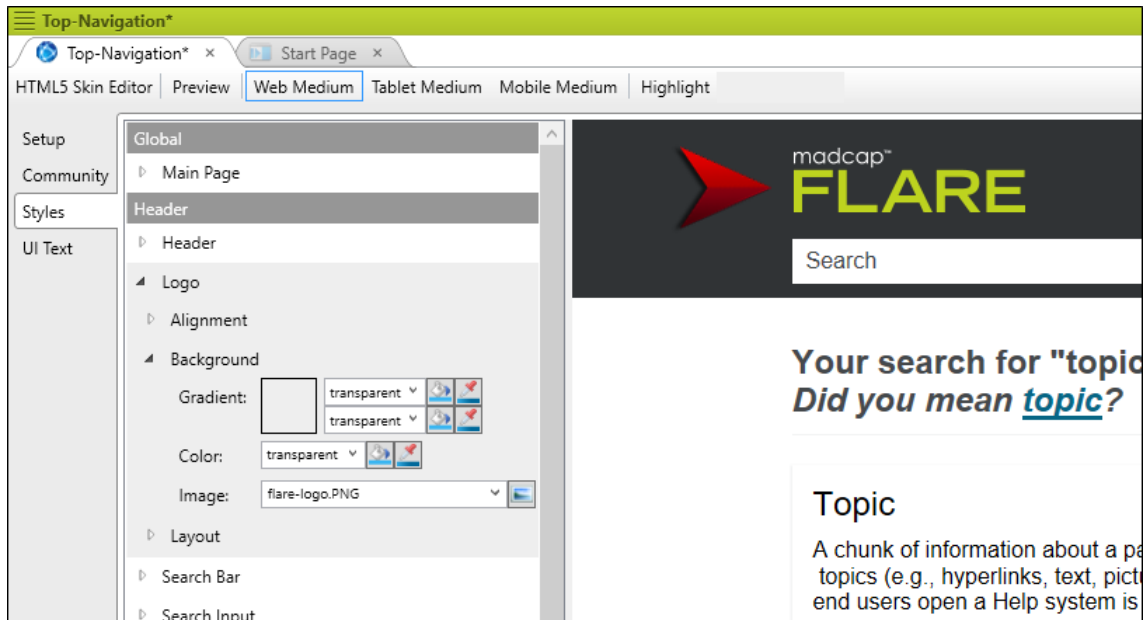 Top-Navigation*
Top-Navigation* × Start Page ×
HTML5 Skin Editor Preview Web Medium Tablet Medium Mobile Medium Highlight
Setup
Community
Styles
UI Text
Global
Main Page
Header
Header
Logo
Alignment
Background
Gradient: transparent
transparent
Color: transparent
Image: flare-logo.PNG
Layout
Search Bar
Search Input
madcap™
FLARE
Search
Your search for "topic
Did you mean topic?
Topic
A chunk of information about a pa
topics (e.g., hyperlinks, text, pict
end users open a Help system is